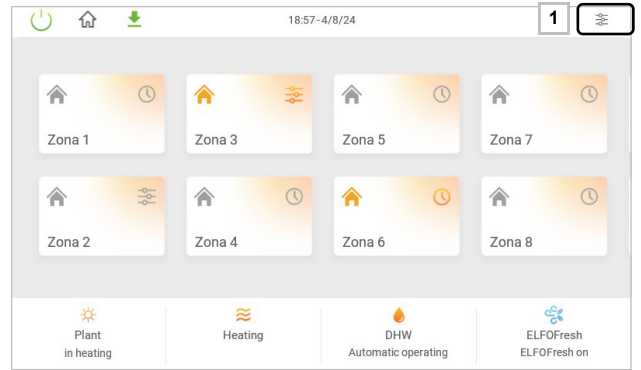 18:57-4/8/24
1
Zona 1
Zona 3
Zona 5
Zona 7
Zona 2
Zona 4
Zona 6
Zona 8
Plant
in heating
Heating
DHW
Automatic operating
ELFOFresh
ELFOFresh on